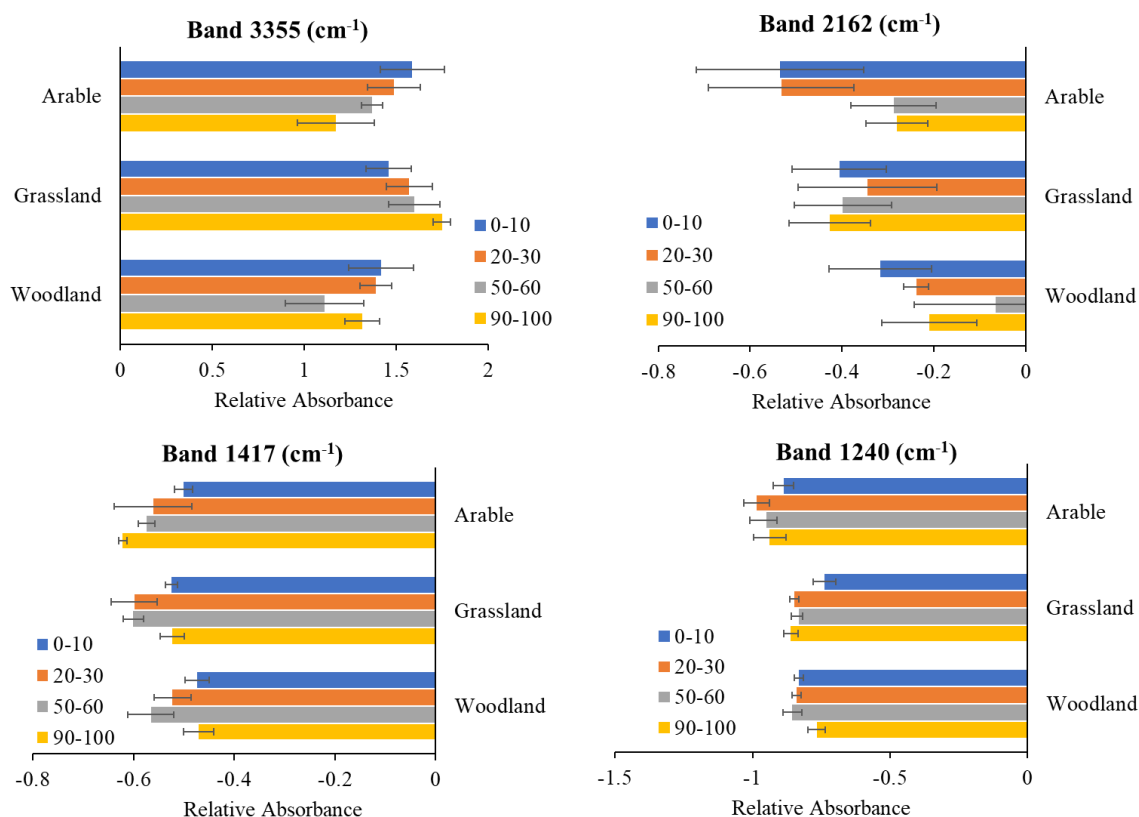 Band 3355 (cm-1)
Arable
Grassland
Woodland
0-10
20-30
50-60
90-100
0 0.5 1 1.5 2
Relative Absorbance
Band 2162 (cm-1)
Arable
Grassland
Woodland
0-10
20-30
50-60
90-100
-0.8 -0.6 -0.4 -0.2 0
Relative Absorbance
Band 1417 (cm-1)
Arable
Grassland
Woodland
0-10
20-30
50-60
90-100
-0.8 -0.6 -0.4 -0.2 0
Relative Absorbance
Band 1240 (cm-1)
Arable
Grassland
Woodland
0-10
20-30
50-60
90-100
-1.5 -1 -0.5 0
Relative Absorbance